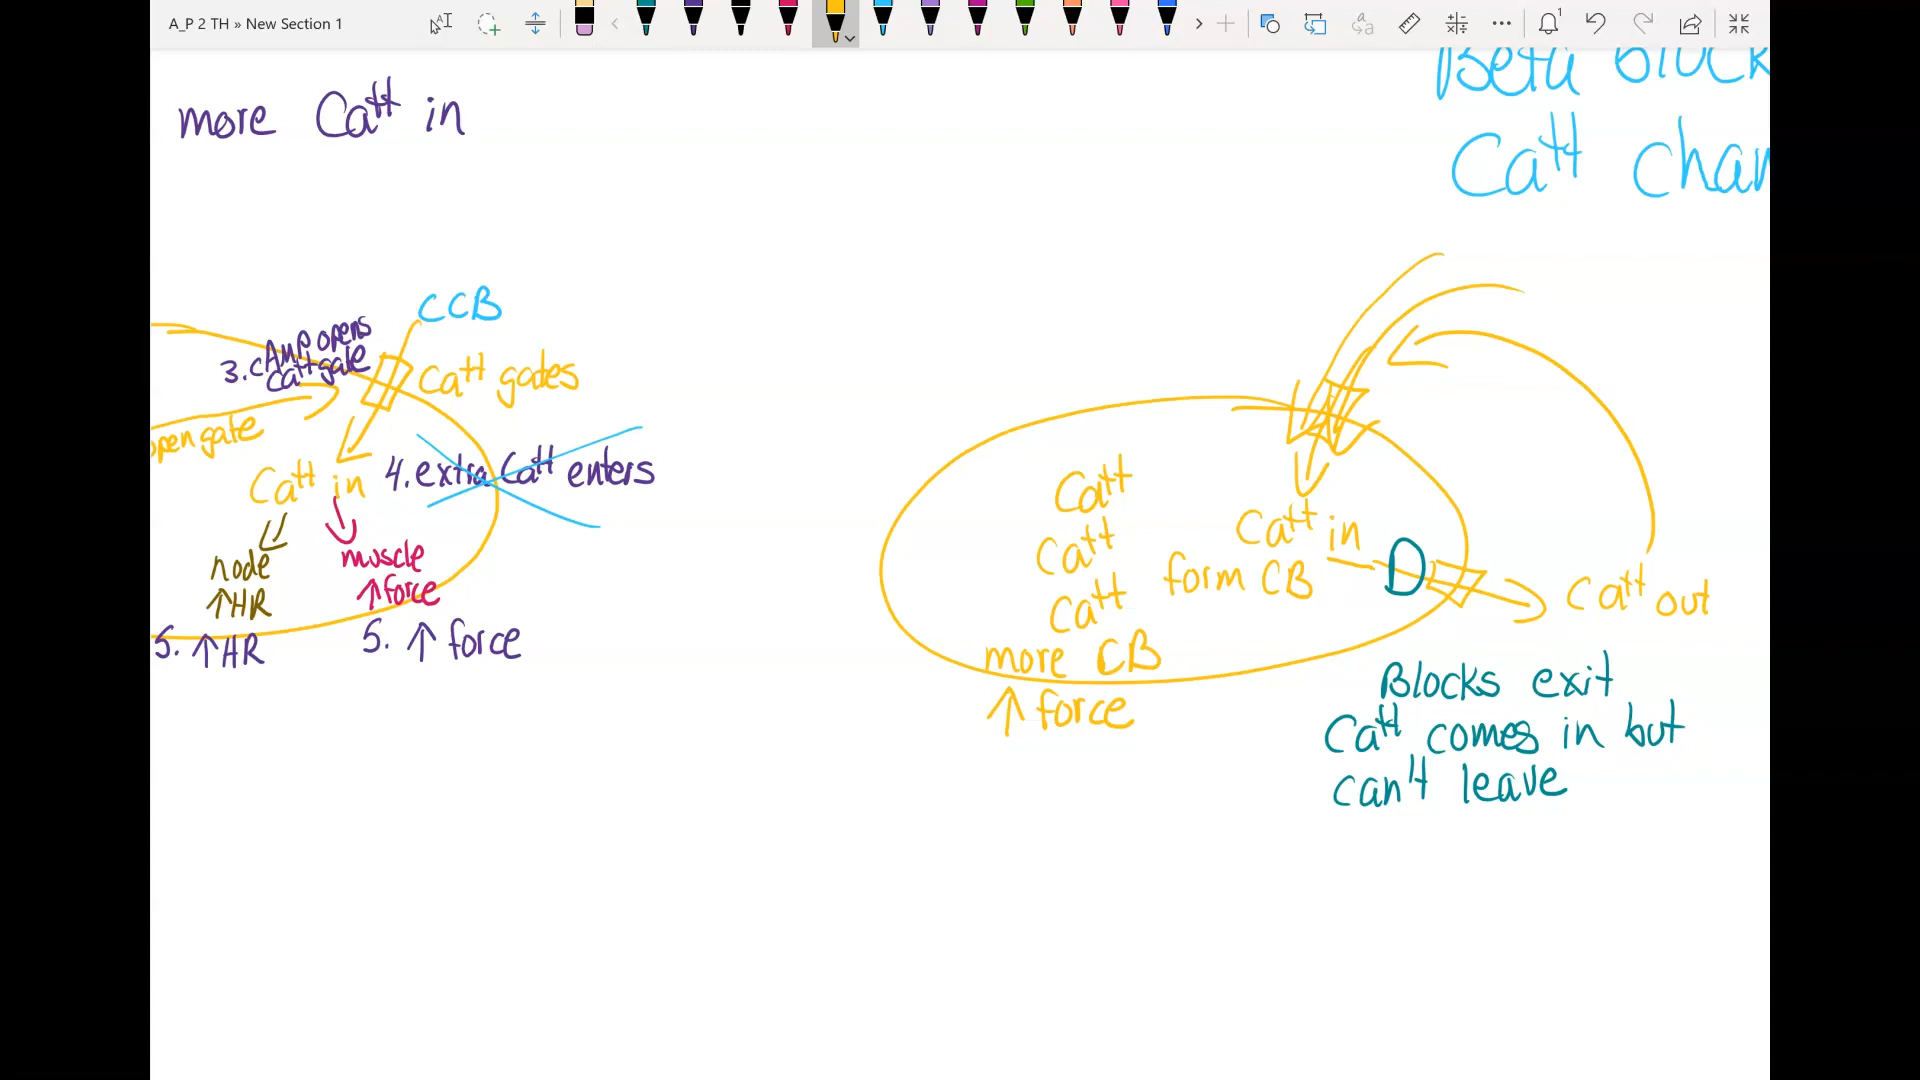 A_P 2 TH » New Section 1
more Ca++ in
Beta Block
Ca++ chan
CCB
3. cAMP opens
Ca++ gate
Ca++ gates
open gate
Ca++ in
4. extra Ca++ enters
node
↑HR
muscle
↑force
5. ↑HR
5. ↑ force
Ca++
Ca++
Ca++
more CB
↑ force
Ca++ in
form CB
D
Ca++ out
Blocks exit
Ca++ comes in but
can't leave